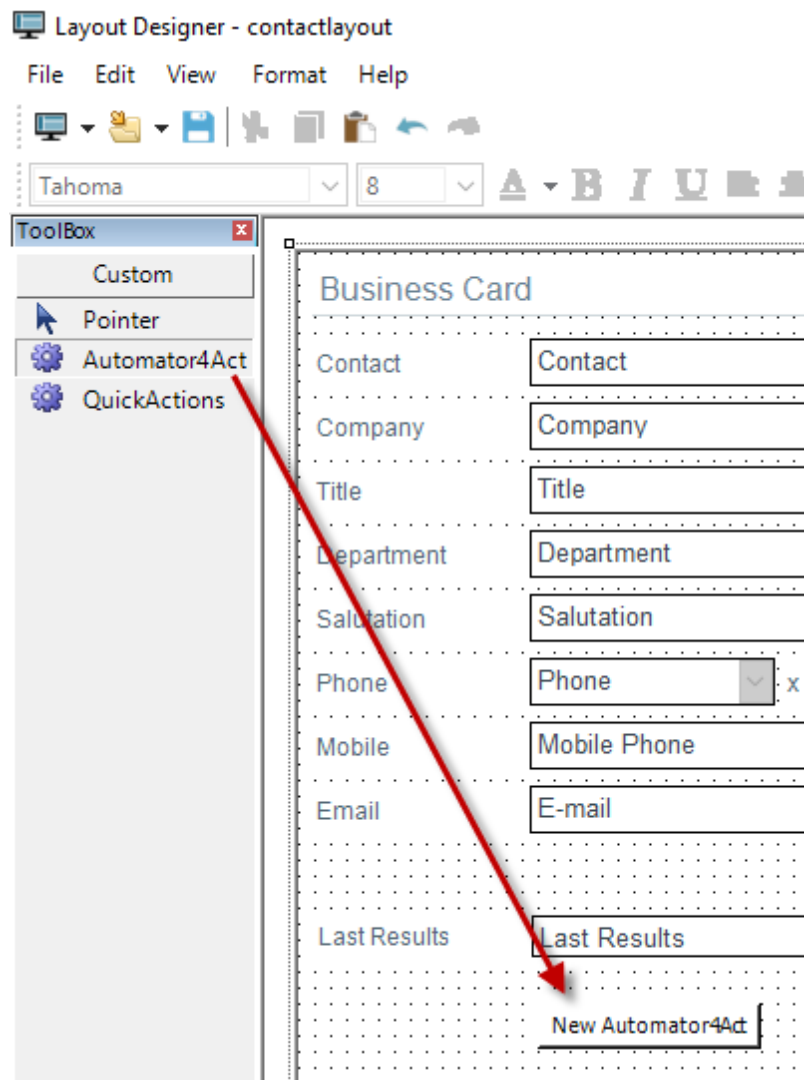 Layout Designer - contactlayout
File Edit View Format Help
Tahoma 8 A B I U
ToolBox x
Custom
Pointer
Automator4Act
QuickActions
Business Card
Contact Contact
Company Company
Title Title
Department Department
Salutation Salutation
Phone Phone x
Mobile Mobile Phone
Email E-mail
Last Results Last Results
New Automator4Act